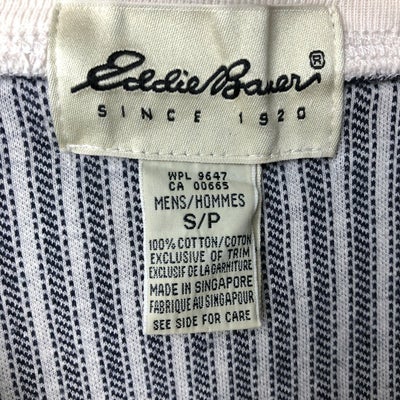 Eddie Bauer ®
SINCE 1920
WPL 9647
CA 00665
MENS/HOMMES
S/P
100% COTTON/COTON
EXCLUSIVE OF TRIM
EXCLUSIF DE LA GARNITURE
MADE IN SINGAPORE
FABRIQUE AU SINGAPOUR
SEE SIDE FOR CARE